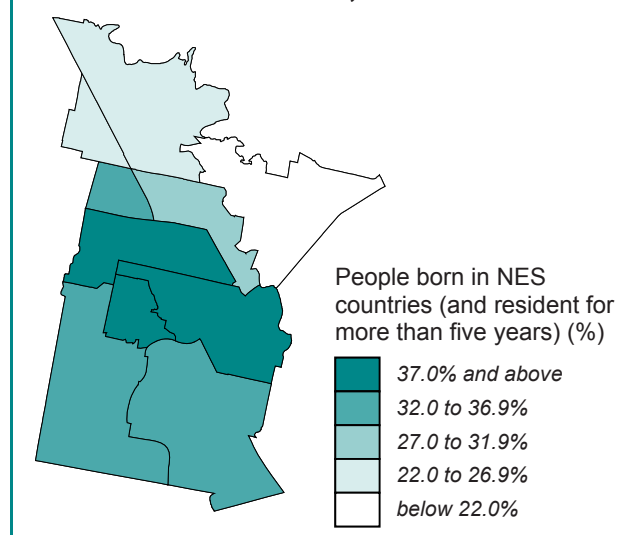 People born in NES
countries (and resident for
more than five years) (%)
37.0% and above
32.0 to 36.9%
27.0 to 31.9%
22.0 to 26.9%
below 22.0%